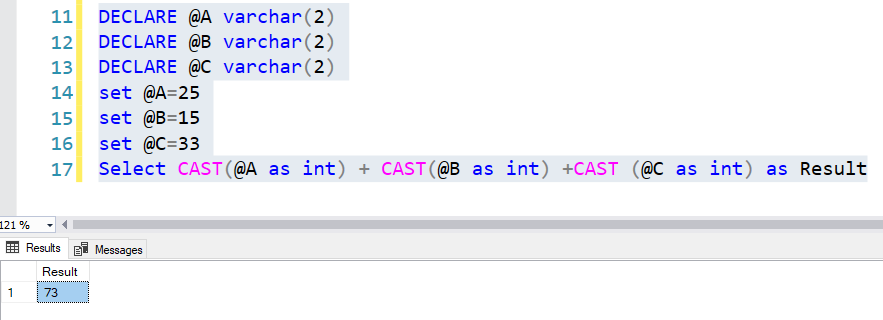 11 DECLARE @A varchar(2)
12 DECLARE @B varchar(2)
13 DECLARE @C varchar(2)
14 set @A=25
15 set @B=15
16 set @C=33
17 Select CAST(@A as int) + CAST(@B as int) +CAST (@C as int) as Result
121 %
Results Messages
Result
1 73